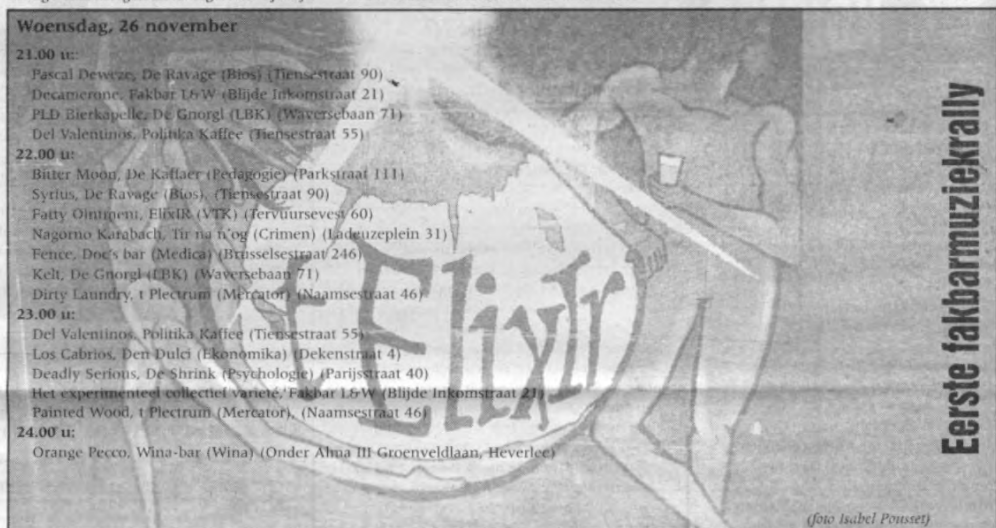 Woensdag, 26 november
21.00 u:
Pascal Deweze, De Ravage (Bios) (Tiensestraat 90)
Decamerone, Fakbar L&W (Blijde Inkomstraat 21)
PLD Bierkapelle, De Gnorgl (LBK) (Waversebaan 71)
Del Valentinos, Politika Kaffee (Tiensestraat 55)
22.00 u:
Bitter Moon, De Kaffaer (Pedagogie) (Parkstraat 111)
Syrius, De Ravage (Bios), (Tiensestraat 90)
Fatty Ointment, ElixIR (VTK) (Tervuursevest 60)
Nagorno Karabach, Tir na n'og (Crimen) (Ladeuzeplein 31)
Fence, Doc's bar (Medica) (Brusselsestraat 246)
Kelt, De Gnorgl (LBK) (Waversebaan 71)
Dirty Laundry, t Plectrum (Mercator) (Naamsestraat 46)
23.00 u:
Del Valentinos, Politika Kaffee (Tiensestraat 55)
Los Cabrios, Den Dulci (Ekonomika) (Dekenstraat 4)
Deadly Serious, De Shrink (Psychologie) (Parijsstraat 40)
Het experimenteel collectief varieté, Fakbar L&W (Blijde Inkomstraat 21)
Painted Wood, t Plectrum (Mercator), (Naamsestraat 46)
24.00 u:
Orange Pecco, Wina-bar (Wina) (Onder Alma III Groenveldlaan, Heverlee)
't ElixIr
Eerste fakbarmuziekrally
(foto Isabel Pousset)